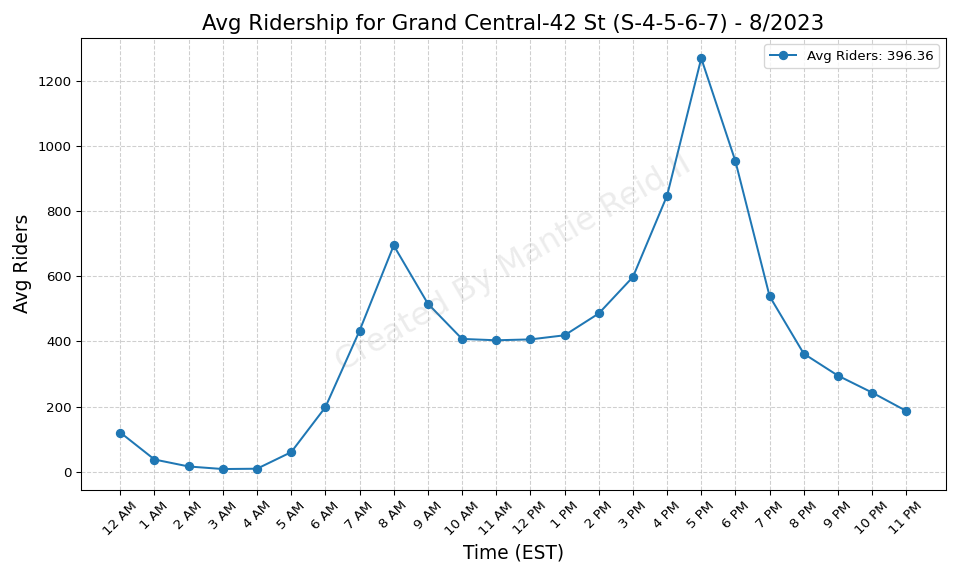 Avg Ridership for Grand Central-42 St (S-4-5-6-7) - 8/2023
Avg Riders: 396.36
1200
1000
800
600
400
200
0
Avg Riders
Created By Mantie Reid II
12 AM
1 AM
2 AM
3 AM
4 AM
5 AM
6 AM
7 AM
8 AM
9 AM
10 AM
11 AM
12 PM
1 PM
2 PM
3 PM
4 PM
5 PM
6 PM
7 PM
8 PM
9 PM
10 PM
11 PM
Time (EST)